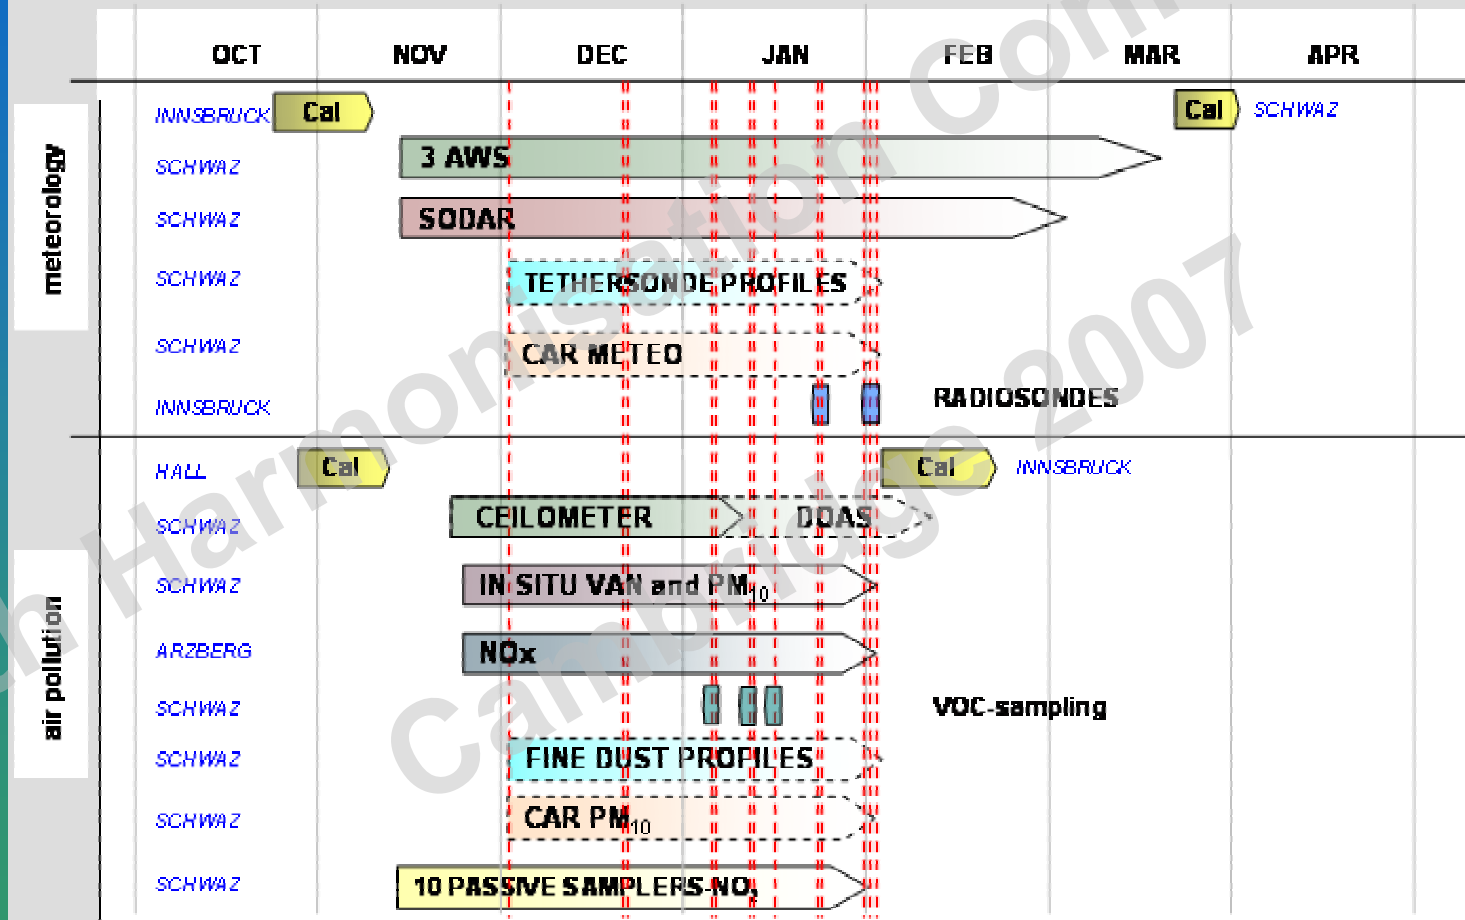 OCT NOV DEC JAN FEB MAR APR
meteorology
INNSBRUCK Cal Cal SCHWAZ
SCHWAZ 3 AWS
SCHWAZ SODAR
SCHWAZ TETHERSONDE PROFILES
SCHWAZ CAR METEO
INNSBRUCK RADIOSONDES
air pollution
HALL Cal Cal INNSBRUCK
SCHWAZ CEILOMETER DOAS
SCHWAZ IN SITU VAN and PM10
ARZBERG NOx
SCHWAZ VOC-sampling
SCHWAZ FINE DUST PROFILES
SCHWAZ CAR PM10
SCHWAZ 10 PASSIVE SAMPLERS-NO
Harmonisation
Cambridge 2007